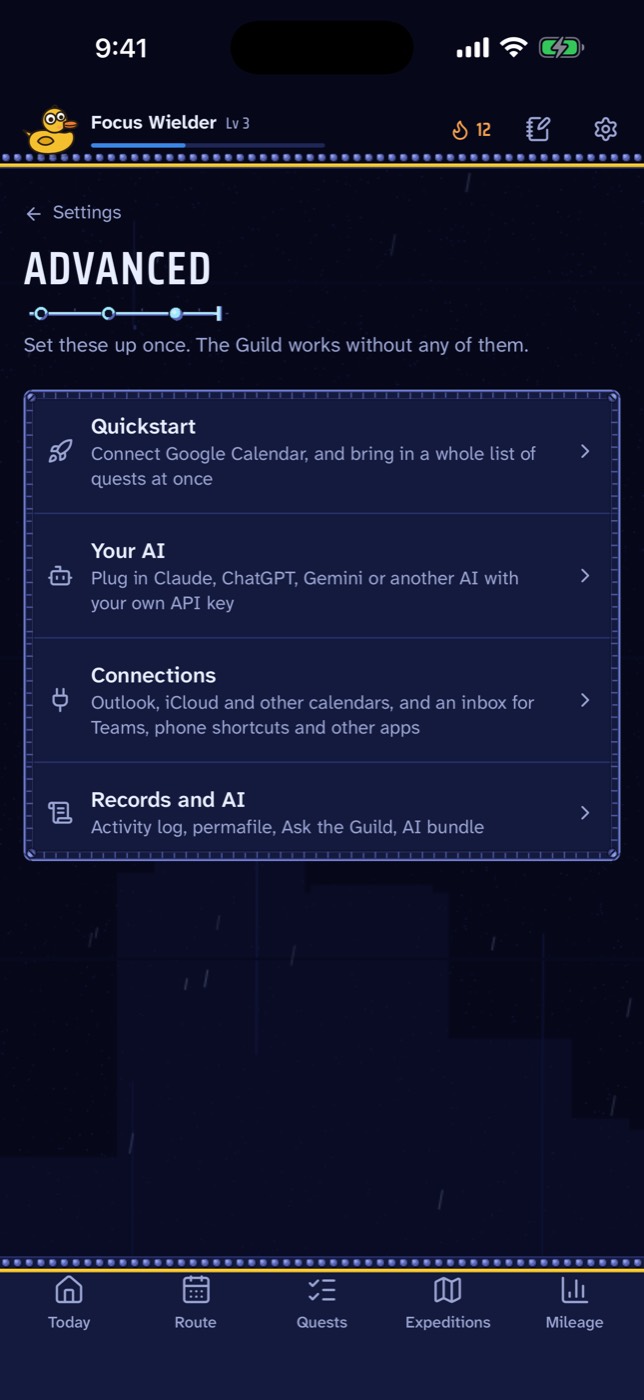 9:41
Focus Wielder Lv 3
12
Settings
ADVANCED
Set these up once. The Guild works without any of them.
Quickstart
Connect Google Calendar, and bring in a whole list of
quests at once
Your AI
Plug in Claude, ChatGPT, Gemini or another AI with
your own API key
Connections
Outlook, iCloud and other calendars, and an inbox for
Teams, phone shortcuts and other apps
Records and AI
Activity log, permafile, Ask the Guild, AI bundle
Today
Route
Quests
Expeditions
Mileage